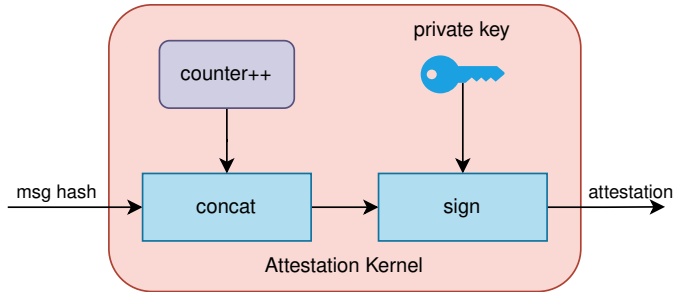 private key
counter++
msg hash
concat
sign
attestation
Attestation Kernel